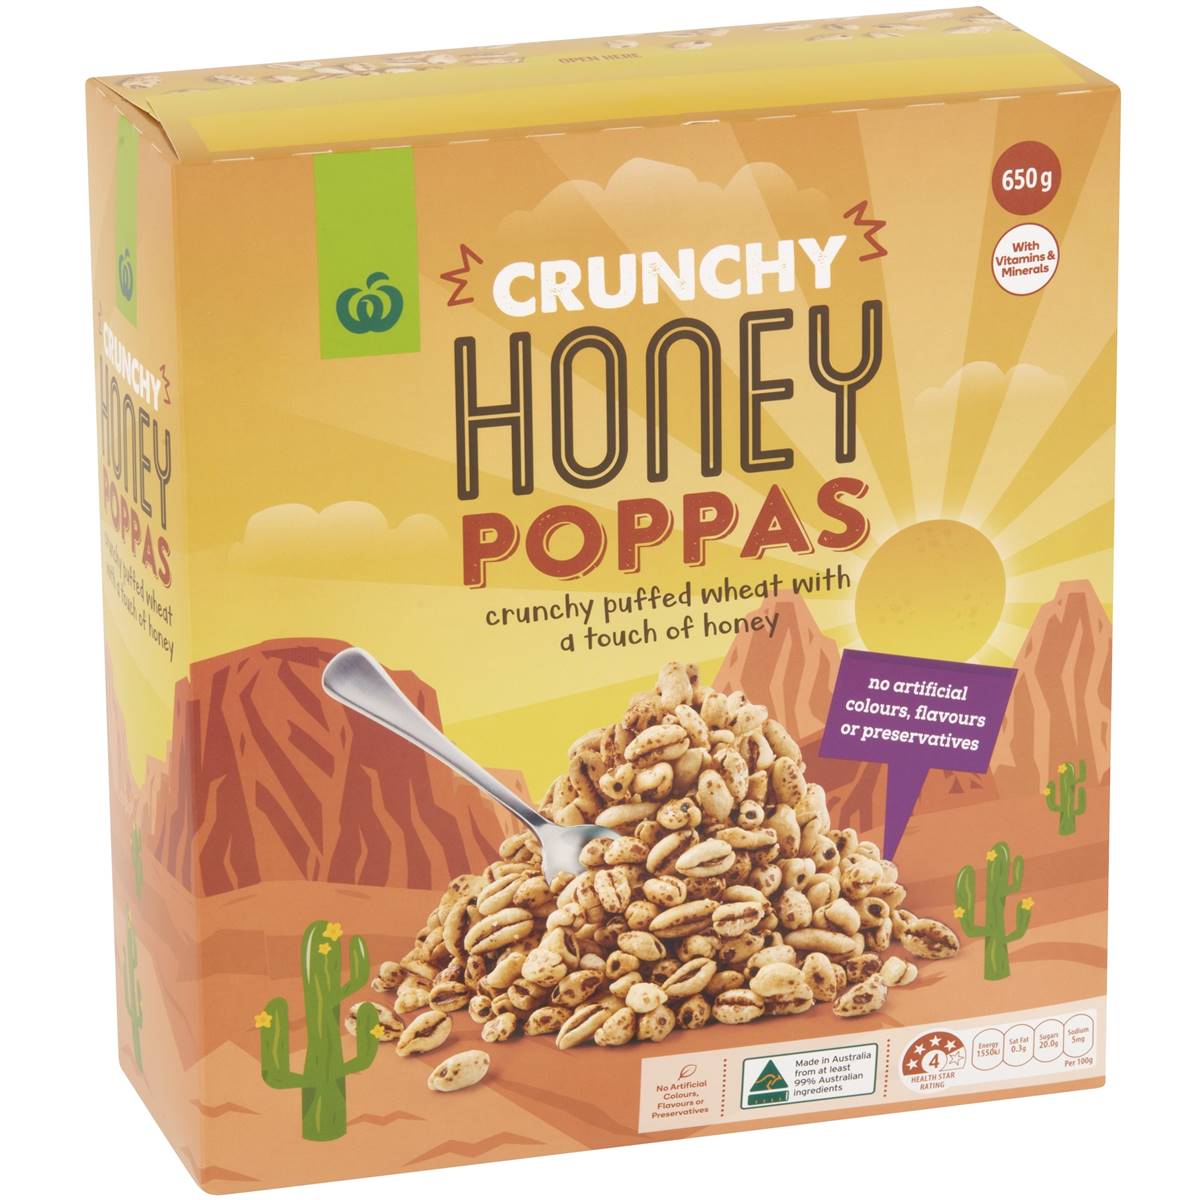 OPEN HERE
650 g
With
Vitamins &
Minerals
CRUNCHY
HONEY
POPPAS
crunchy puffed wheat with
a touch of honey
no artificial
colours, flavours
or preservatives
No Artificial
Colours,
Flavours or
Preservatives
Made in Australia
from at least
99% Australian
ingredients
4
HEALTH STAR
RATING
Energy
1550kJ
Sat Fat
0.3g
Sugars
20.0g
Sodium
5mg
Per 100g
CRUNCHY
HONEY
POPPAS
crunchy puffed wheat
with a touch of honey